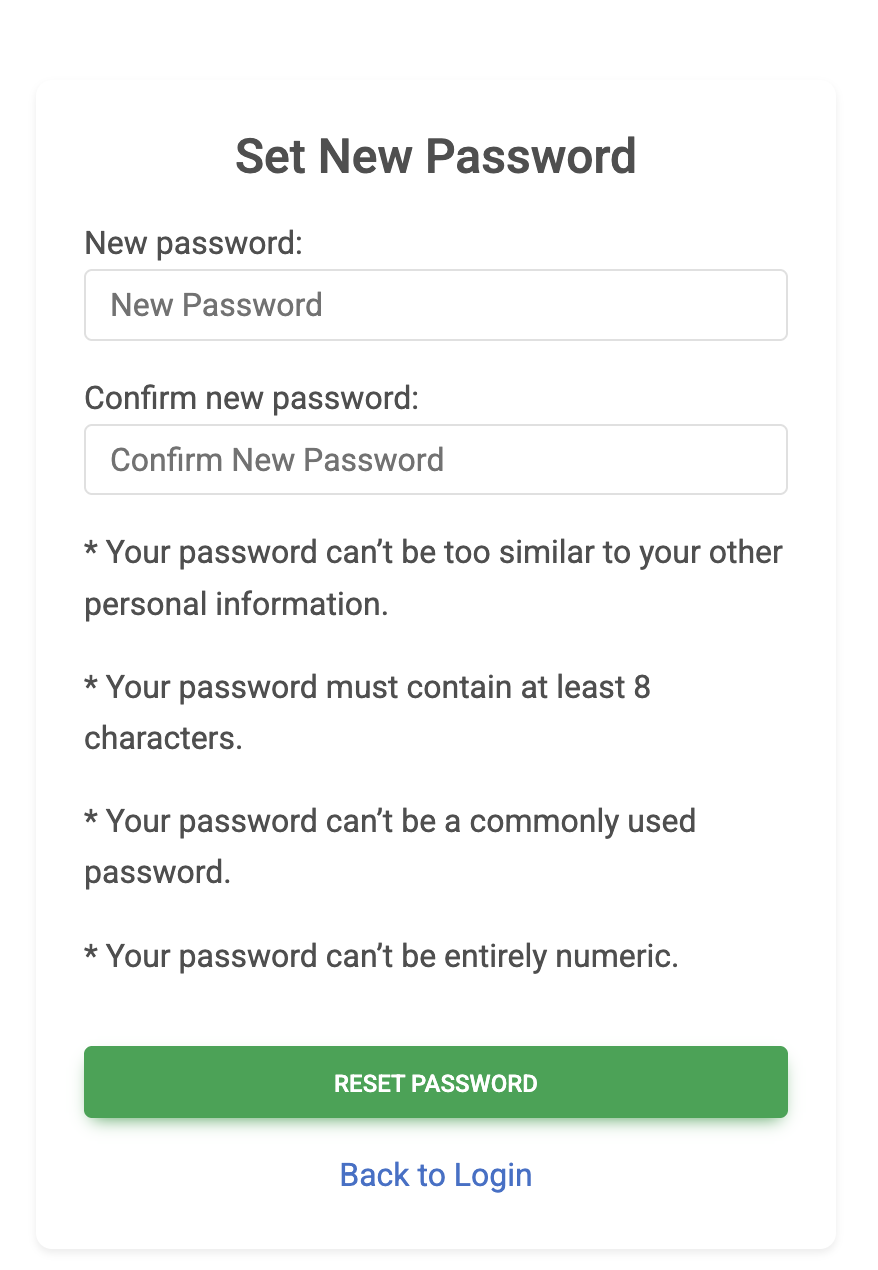 Set New Password
New password:
New Password
Confirm new password:
Confirm New Password
* Your password can’t be too similar to your other
personal information.
* Your password must contain at least 8
characters.
* Your password can’t be a commonly used
password.
* Your password can’t be entirely numeric.
RESET PASSWORD
Back to Login